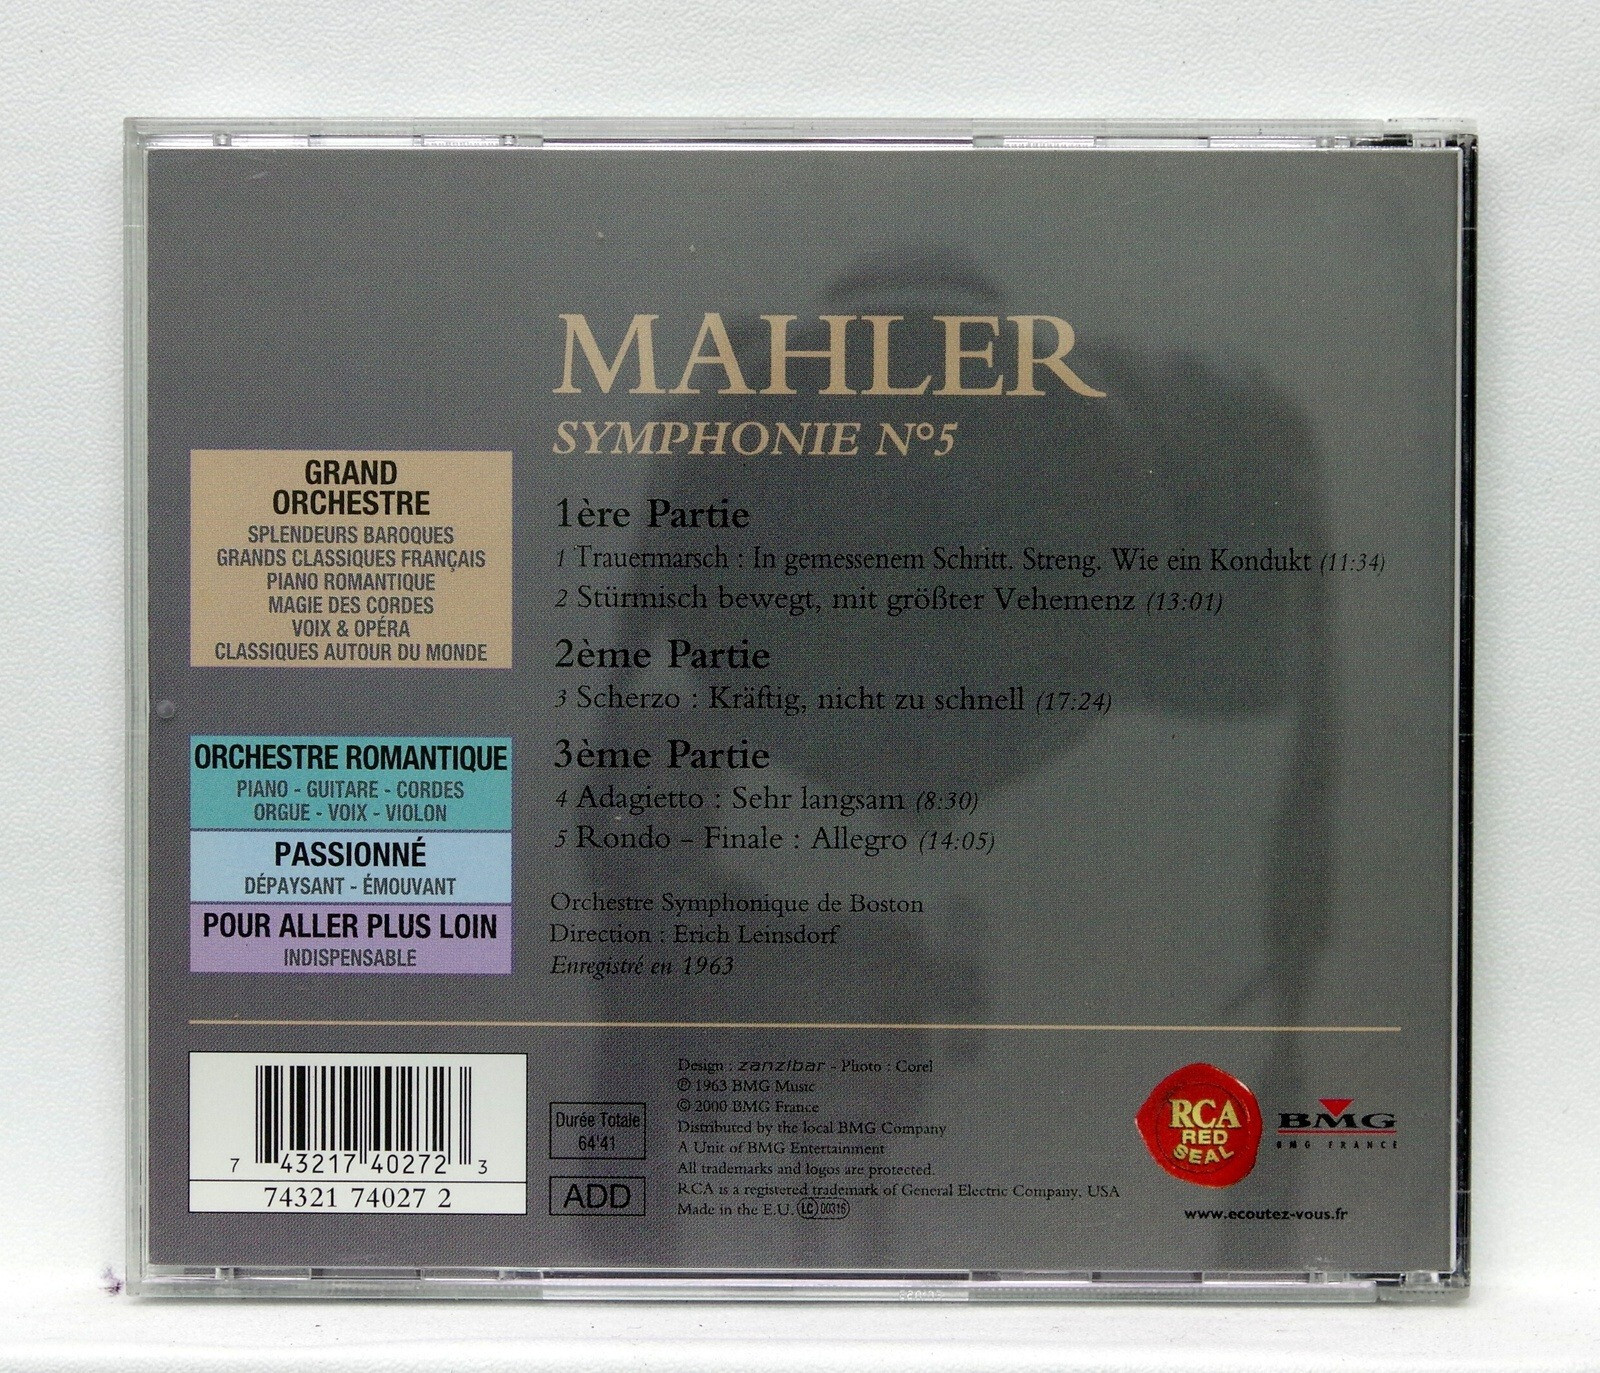 MAHLER
SYMPHONIE N°5
1ère Partie
1 Trauermarsch : In gemessenem Schritt. Streng. Wie ein Kondukt (11:34)
2 Stürmisch bewegt, mit größter Vehemenz (13:01)
2ème Partie
3 Scherzo : Kräftig, nicht zu schnell (17:24)
3ème Partie
4 Adagietto : Sehr langsam (8:30)
5 Rondo – Finale : Allegro (14:05)
Orchestre Symphonique de Boston
Direction : Erich Leinsdorf
Enregistré en 1963
GRAND
ORCHESTRE
SPLENDEURS BAROQUES
GRANDS CLASSIQUES FRANÇAIS
PIANO ROMANTIQUE
MAGIE DES CORDES
VOIX & OPÉRA
CLASSIQUES AUTOUR DU MONDE
ORCHESTRE ROMANTIQUE
PIANO - GUITARE - CORDES
ORGUE - VOIX - VIOLON
PASSIONNÉ
DÉPAYSANT - ÉMOUVANT
POUR ALLER PLUS LOIN
INDISPENSABLE
7 43217 40272 3
74321 74027 2
Durée Totale
64'41
ADD
Design : zanzibar - Photo : Corel
℗ 1963 BMG Music
© 2000 BMG France
Distributed by the local BMG Company
A Unit of BMG Entertainment
All trademarks and logos are protected.
RCA is a registered trademark of General Electric Company, USA
Made in the E.U. LC 00316
RCA
RED
SEAL
BMG
BMG FRANCE
www.ecoutez-vous.fr